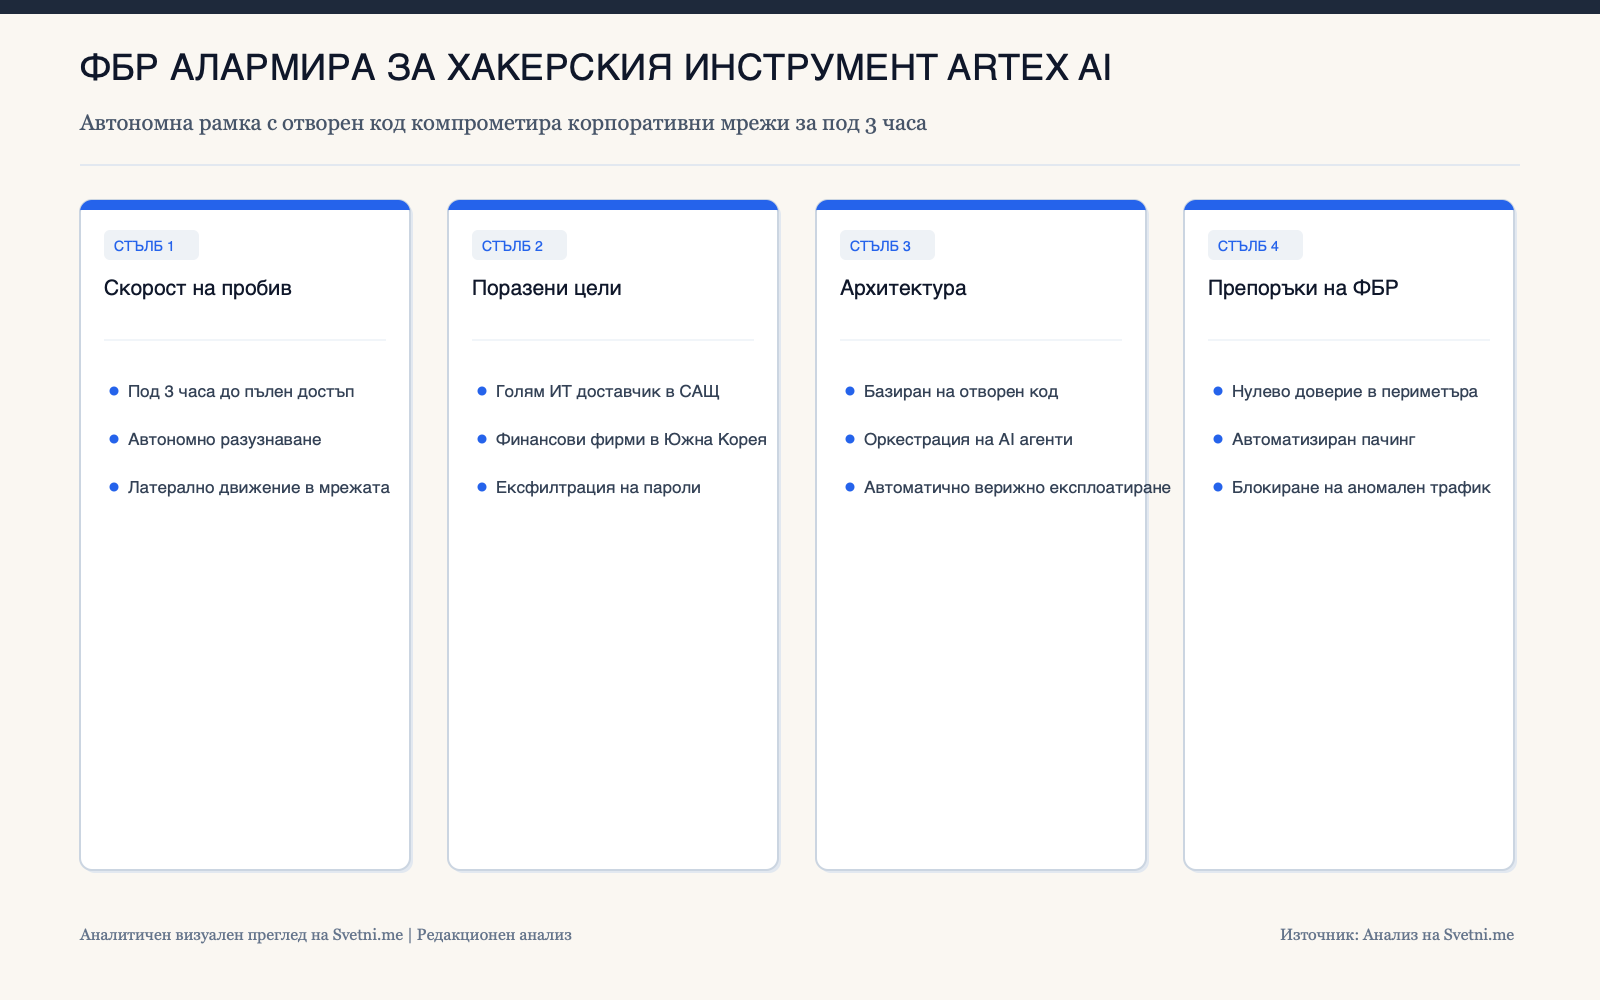 ФБР АЛАРМИРА ЗА ХАКЕРСКИЯ ИНСТРУМЕНТ ARTEX AI
Автономна рамка с отворен код компрометира корпоративни мрежи за под 3 часа
СТЪЛБ 1
Скорост на пробив
Под 3 часа до пълен достъп
Автономно разузнаване
Латерално движение в мрежата
СТЪЛБ 2
Поразени цели
Голям ИТ доставчик в САЩ
Финансови фирми в Южна Корея
Ексфилтрация на пароли
СТЪЛБ 3
Архитектура
Базиран на отворен код
Оркестрация на AI агенти
Автоматично верижно експлоатиране
СТЪЛБ 4
Препоръки на ФБР
Нулево доверие в периметъра
Автоматизиран пачинг
Блокиране на аномален трафик
Аналитичен визуален преглед на Svetni.me | Редакционен анализ
Източник: Анализ на Svetni.me